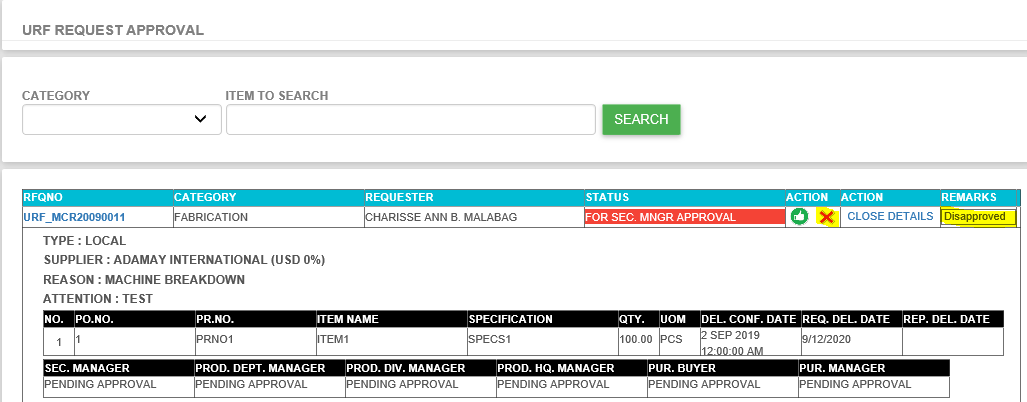 URF REQUEST APPROVAL
CATEGORY ITEM TO SEARCH
SEARCH
RFQNO CATEGORY REQUESTER STATUS ACTION ACTION REMARKS
URF_MCR20090011 FABRICATION CHARISSE ANN B. MALABAG FOR SEC. MNGR APPROVAL CLOSE DETAILS Disapproved
TYPE : LOCAL
SUPPLIER : ADAMAY INTERNATIONAL (USD 0%)
REASON : MACHINE BREAKDOWN
ATTENTION : TEST
NO. PO.NO. PR.NO. ITEM NAME SPECIFICATION QTY. UOM DEL. CONF. DATE REQ. DEL. DATE REP. DEL. DATE
1 1 PRNO1 ITEM1 SPECS1 100.00 PCS 2 SEP 2019 9/12/2020
12:00:00 AM
SEC. MANAGER PROD. DEPT. MANAGER PROD. DIV. MANAGER PROD. HQ. MANAGER PUR. BUYER PUR. MANAGER
PENDING APPROVAL PENDING APPROVAL PENDING APPROVAL PENDING APPROVAL PENDING APPROVAL PENDING APPROVAL